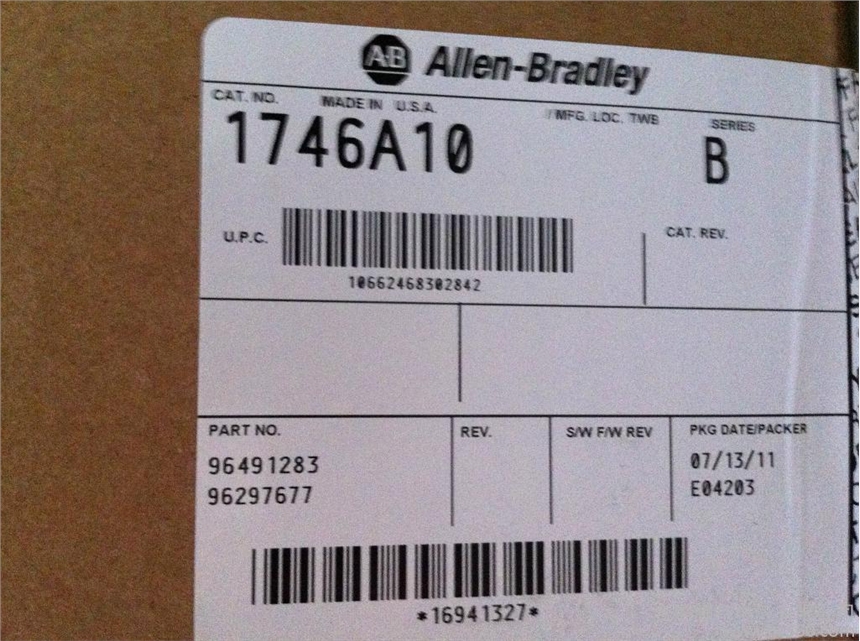 AB Allen-Bradley
CAT. NO. MADE IN U.S.A. / MFG. LOC. TWB SERIES
1746A10 B
U.P.C. CAT. REV.
10662468302842
PART NO. REV. S/W F/W REV PKG DATE/PACKER
96491283 07/13/11
96297677 E04203
*16941327*